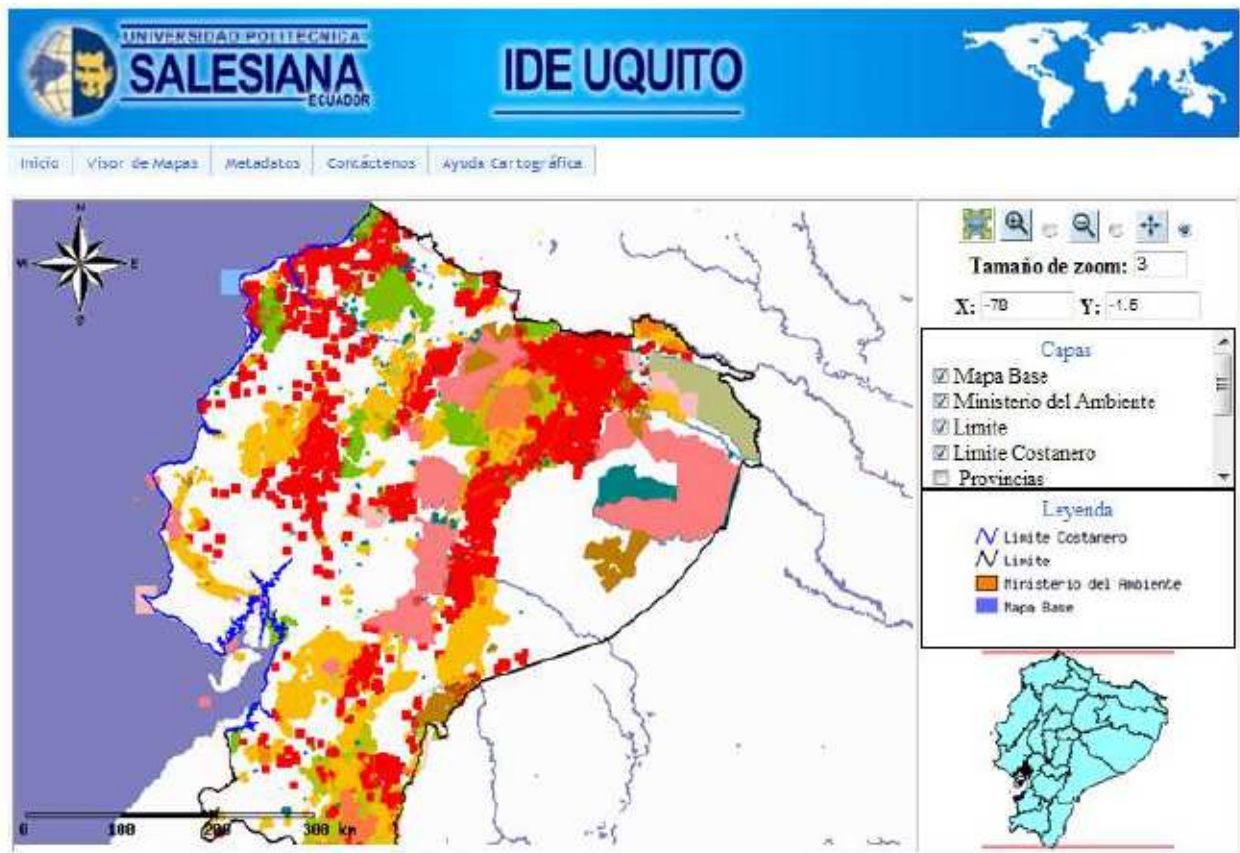 UNIVERSIDAD POLITECNICA
SALESIANA
ECUADOR
IDE UQUITO
Inicio
Visor de Mapas
Metadatos
Contáctenos
Ayuda Cartográfica
N
W
E
S
0 100 200 300 km
Tamaño de zoom: 3
X: -78 Y: -1.5
Capas
Mapa Base
Ministerio del Ambiente
Limite
Limite Costanero
Provincias
Leyenda
Limite Costanero
Limite
Ministerio del Ambiente
Mapa Base